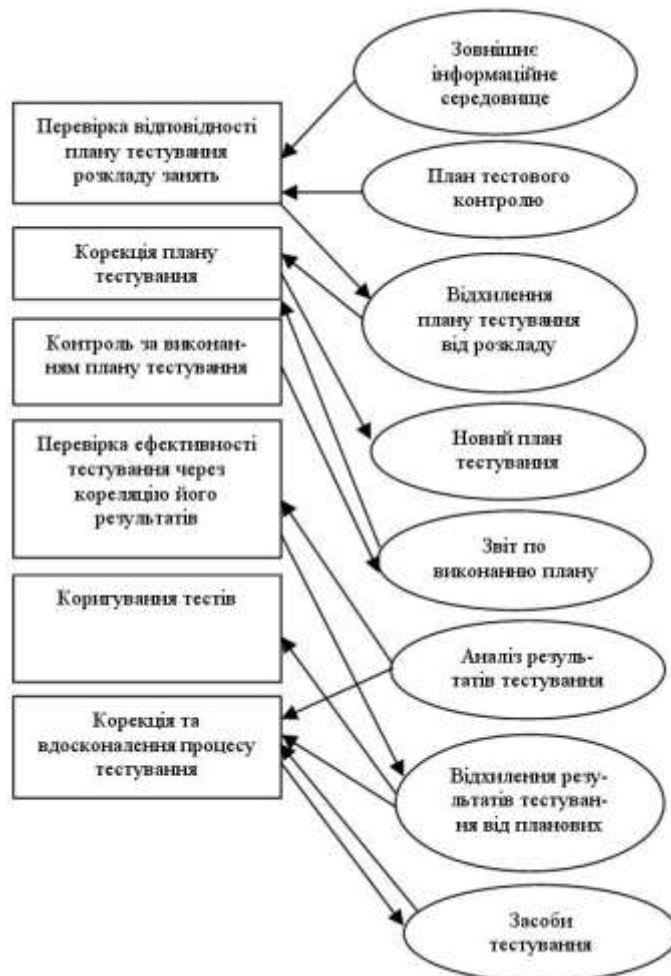 Зовнішнє
інформаційне
середовище
Перевірка відповідності
плану тестування
розкладу занять
План тестового
контролю
Корекція плану
тестування
Відхилення
плану тестування
від розкладу
Контроль за виконан-
ням плану тестування
Новий план
тестування
Перевірка ефективності
тестування через
кореляцію його
результатів
Звіт по
виконанню плану
Коригування тестів
Аналіз резуль-
татів тестування
Корекція та
вдосконалення процесу
тестування
Відхилення резу-
льтатів тестуван-
ня від планових
Засоби
тестування